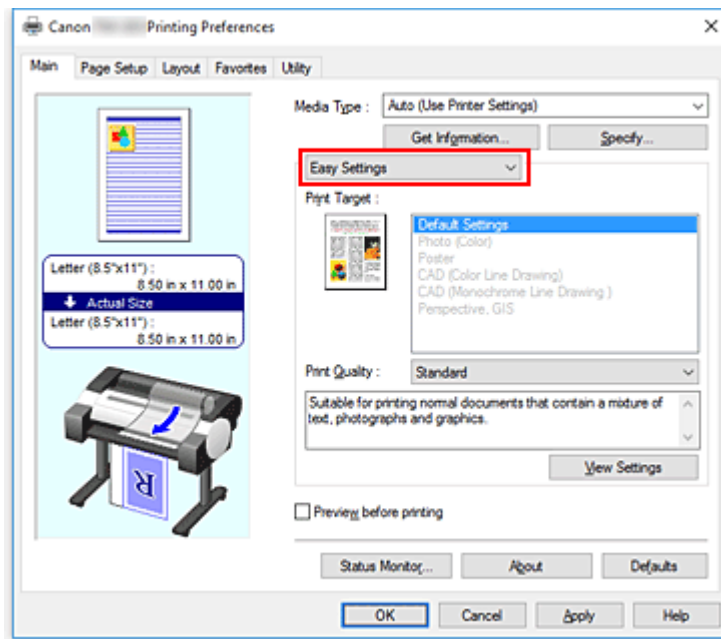 Canon Printing Preferences
Main Page Setup Layout Favorites Utility
Media Type : Auto (Use Printer Settings)
Get Information... Specify...
Easy Settings
Print Target :
Default Settings
Photo (Color)
Poster
CAD (Color Line Drawing)
CAD (Monochrome Line Drawing )
Perspective, GIS
Letter (8.5"x11") :
8.50 in x 11.00 in
Actual Size
Letter (8.5"x11") :
8.50 in x 11.00 in
R
Print Quality : Standard
Suitable for printing normal documents that contain a mixture of
text, photographs and graphics.
View Settings
Preview before printing
Status Monitor... About Defaults
OK Cancel Apply Help